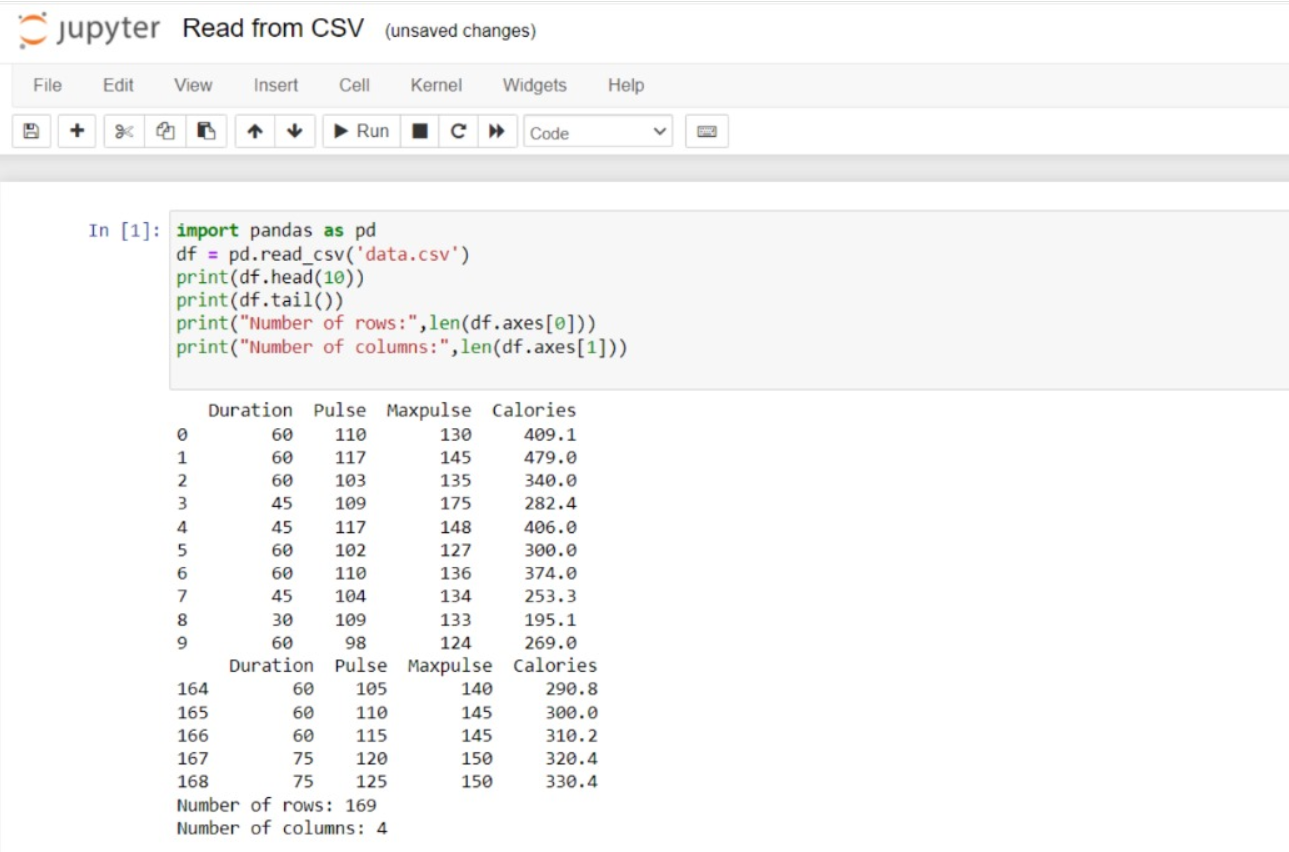 jupyter Read from CSV (unsaved changes)
File Edit View Insert Cell Kernel Widgets Help
Run Code
In [1]: import pandas as pd
df = pd.read_csv('data.csv')
print(df.head(10))
print(df.tail())
print("Number of rows:",len(df.axes[0]))
print("Number of columns:",len(df.axes[1]))
Duration Pulse Maxpulse Calories
0 60 110 130 409.1
1 60 117 145 479.0
2 60 103 135 340.0
3 45 109 175 282.4
4 45 117 148 406.0
5 60 102 127 300.0
6 60 110 136 374.0
7 45 104 134 253.3
8 30 109 133 195.1
9 60 98 124 269.0
Duration Pulse Maxpulse Calories
164 60 105 140 290.8
165 60 110 145 300.0
166 60 115 145 310.2
167 75 120 150 320.4
168 75 125 150 330.4
Number of rows: 169
Number of columns: 4